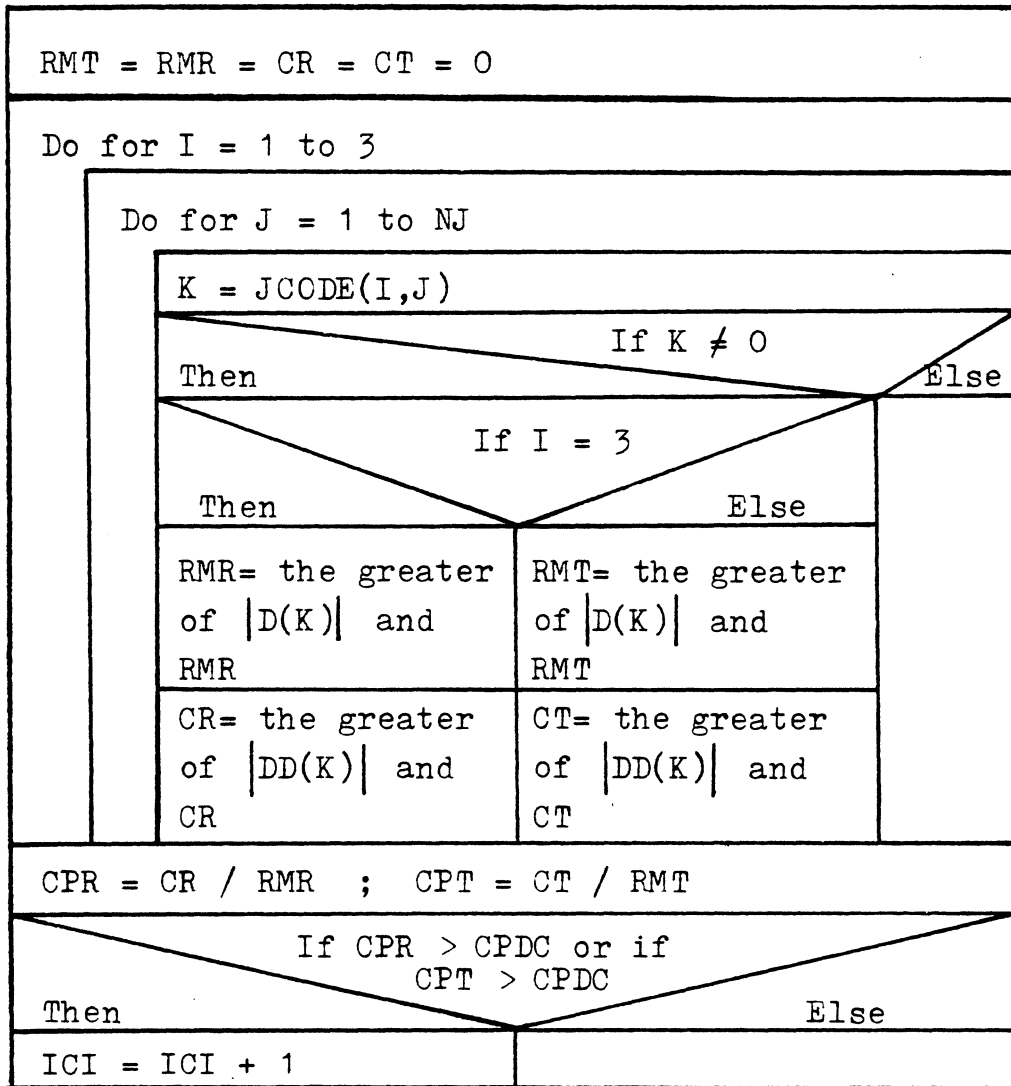 RMT = RMR = CR = CT = 0
Do for I = 1 to 3
Do for J = 1 to NJ
K = JCODE(I,J)
If K ≠ 0
Then
Else
If I = 3
Then
Else
RMR= the greater
of |D(K)| and
RMR
RMT= the greater
of |D(K)| and
RMT
CR= the greater
of |DD(K)| and
CR
CT= the greater
of |DD(K)| and
CT
CPR = CR / RMR ; CPT = CT / RMT
If CPR > CPDC or if
CPT > CPDC
Then
Else
ICI = ICI + 1